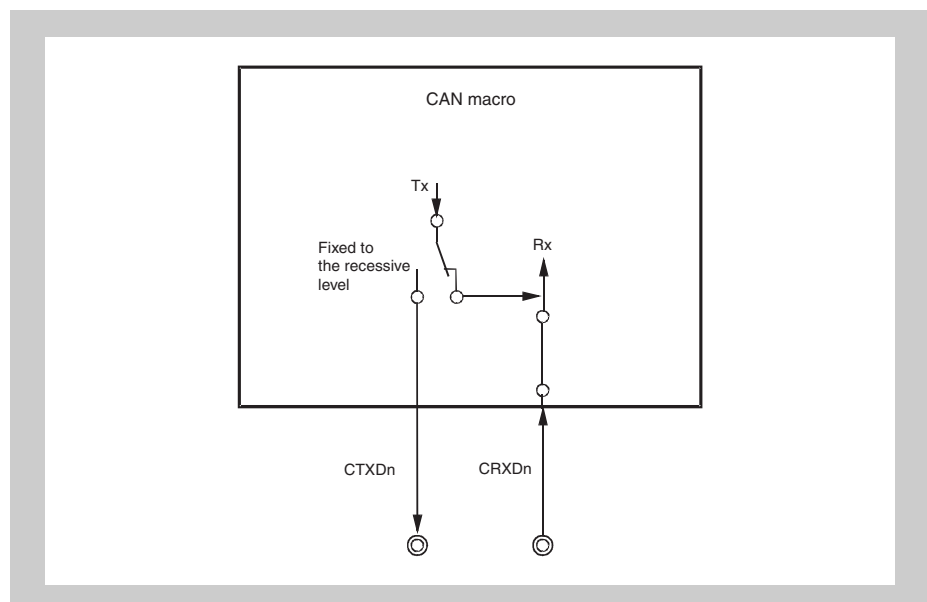 CAN macro
Tx
Fixed to
the recessive
level
Rx
CTXDn
CRXDn